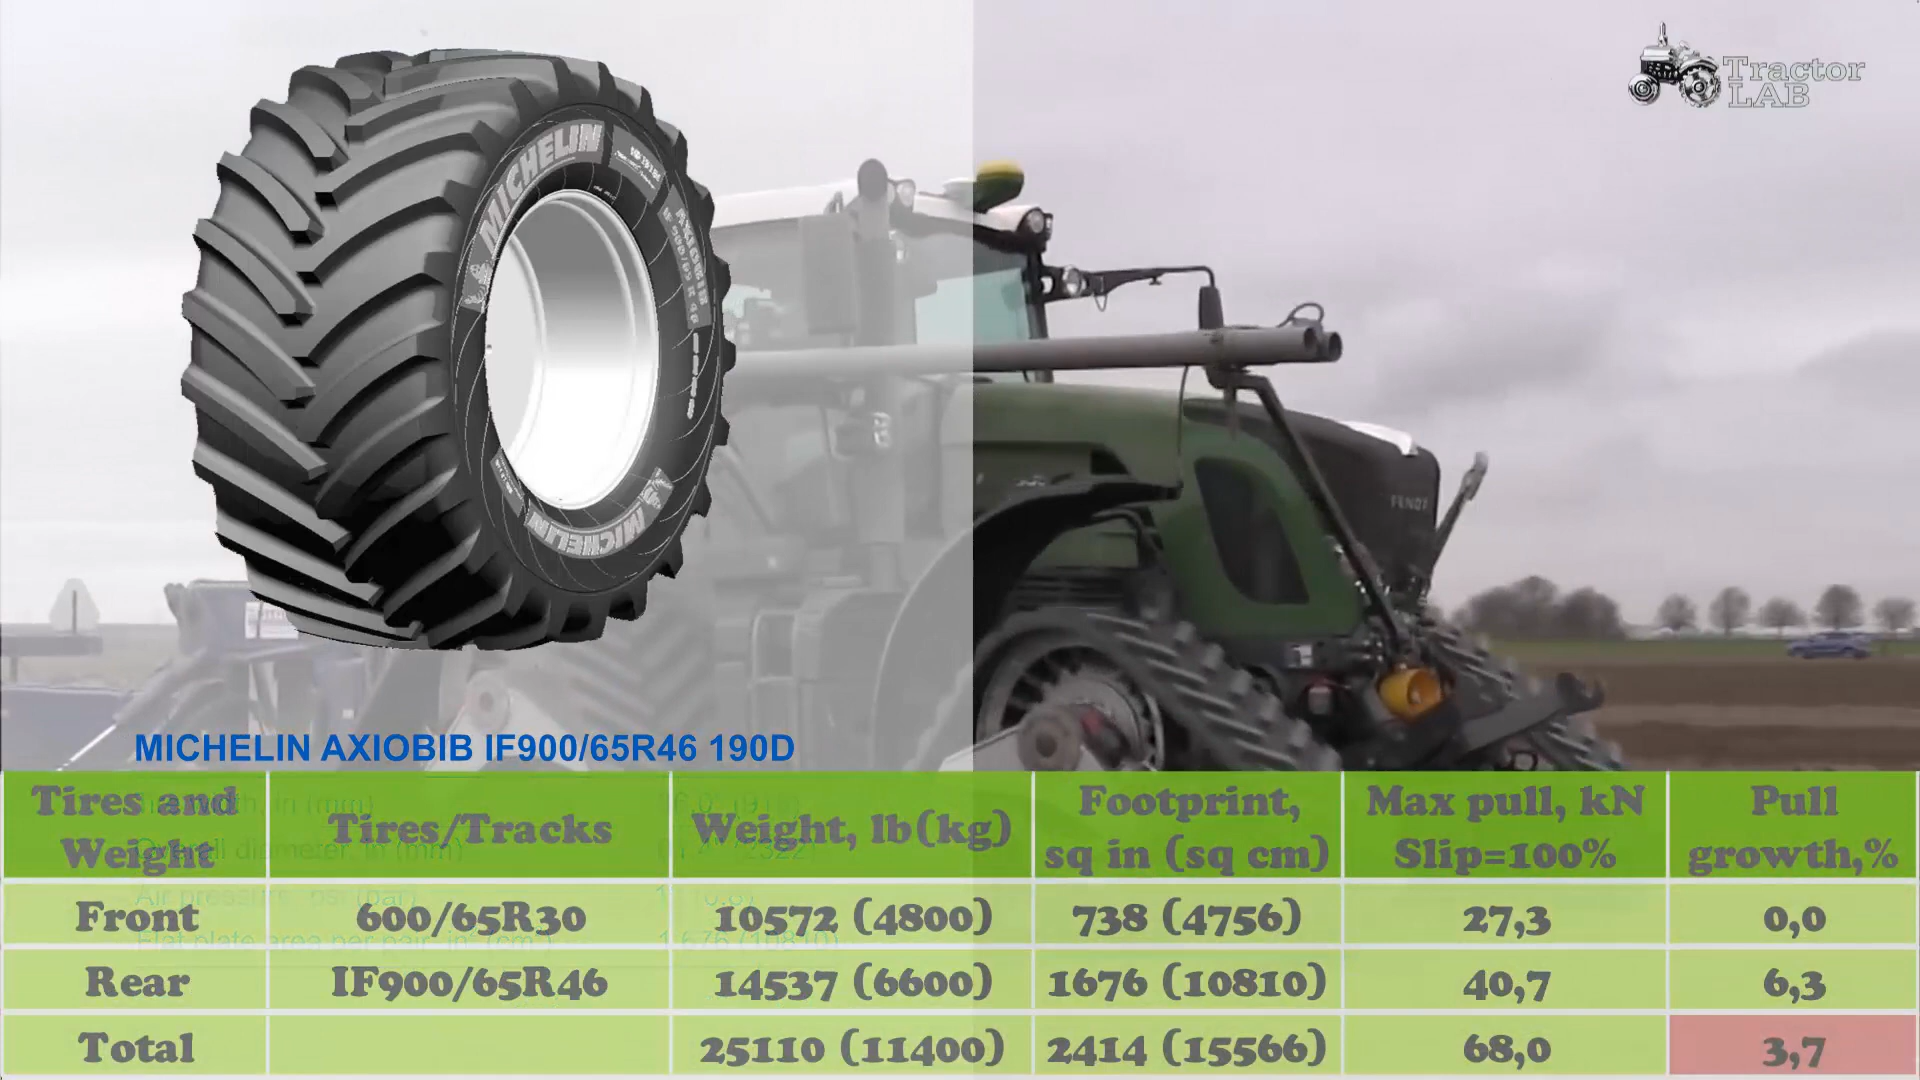 Tractor
LAB
MICHELIN
AXIOBIB
MICHELIN
FENDT
MICHELIN AXIOBIB IF900/65R46 190D
Tires and Weight Tires/Tracks Weight, lb(kg) Footprint, sq in (sq cm) Max pull, kN Slip=100% Pull growth,%
Front 600/65R30 10572 (4800) 738 (4756) 27,3 0,0
Rear IF900/65R46 14537 (6600) 1676 (10810) 40,7 6,3
Total 25110 (11400) 2414 (15566) 68,0 3,7